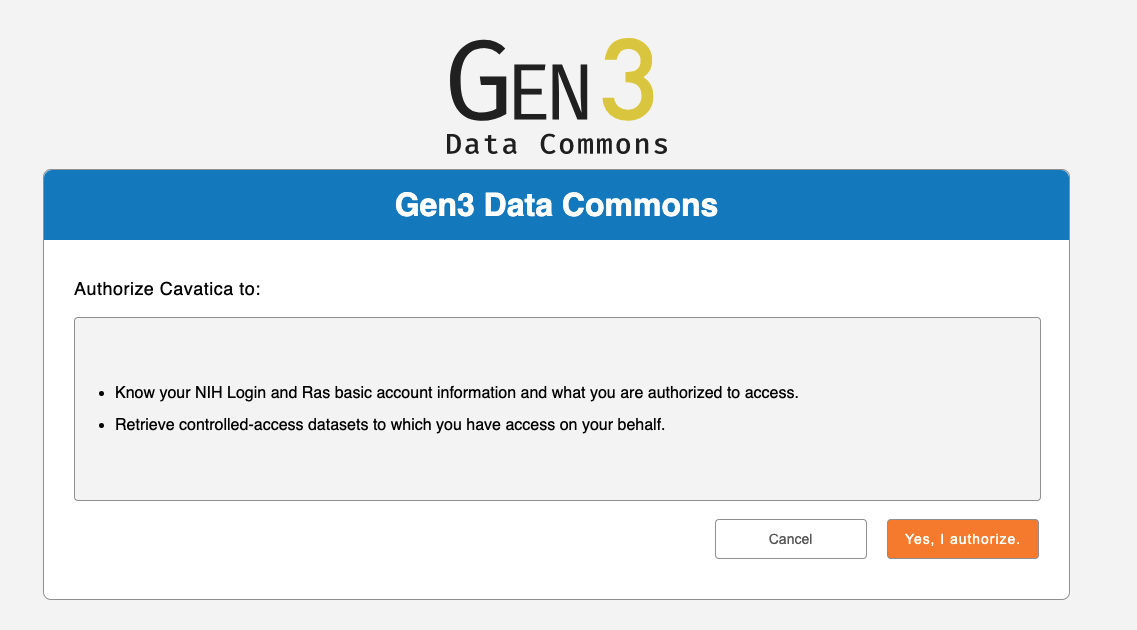 GEN3
Data Commons
Gen3 Data Commons
Authorize Cavatica to:
• Know your NIH Login and Ras basic account information and what you are authorized to access.
• Retrieve controlled-access datasets to which you have access on your behalf.
Cancel
Yes, I authorize.